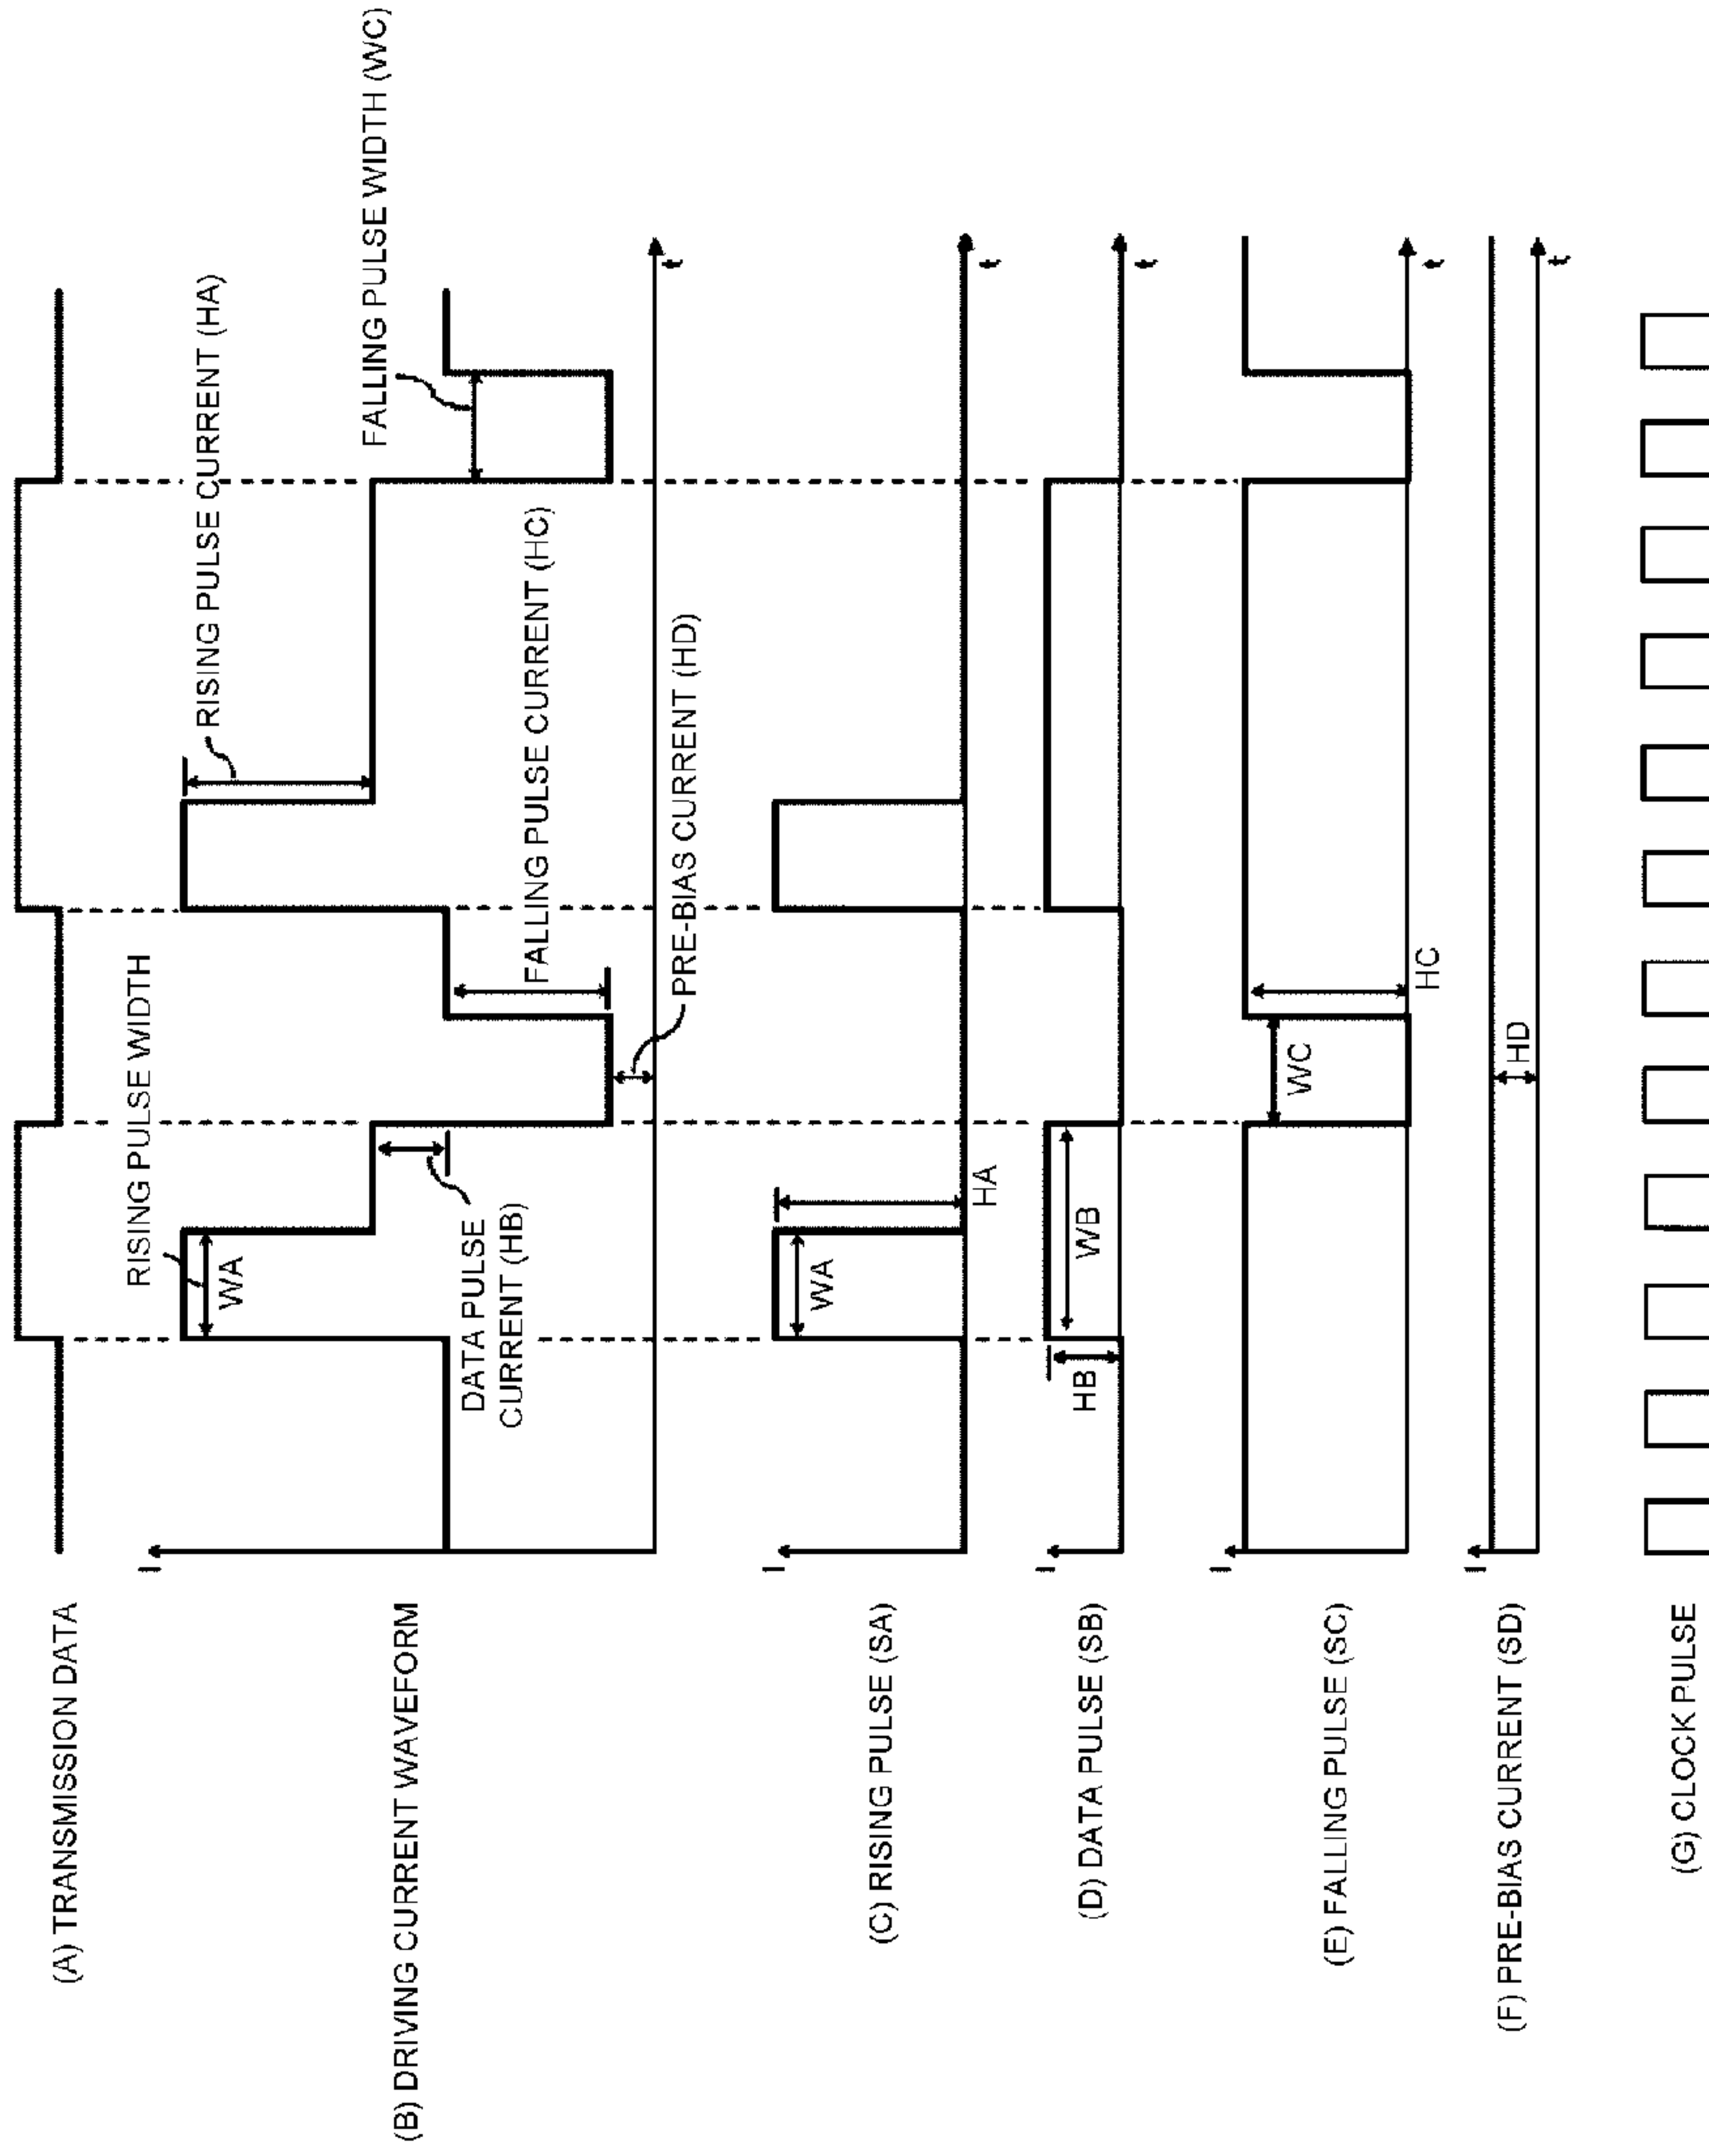 (A) TRANSMISSION DATA
RISING PULSE WIDTH
RISING PULSE CURRENT (HA)
FALLING PULSE WIDTH (WC)
I
WA
(B) DRIVING CURRENT WAVEFORM
DATA PULSE
CURRENT (HB)
FALLING PULSE CURRENT (HC)
PRE-BIAS CURRENT (HD)
t
I
WA
(C) RISING PULSE (SA)
HA
t
I
WB
HB
(D) DATA PULSE (SB)
t
I
WC
(E) FALLING PULSE (SC)
HC
t
I
HD
(F) PRE-BIAS CURRENT (SD)
t
(G) CLOCK PULSE